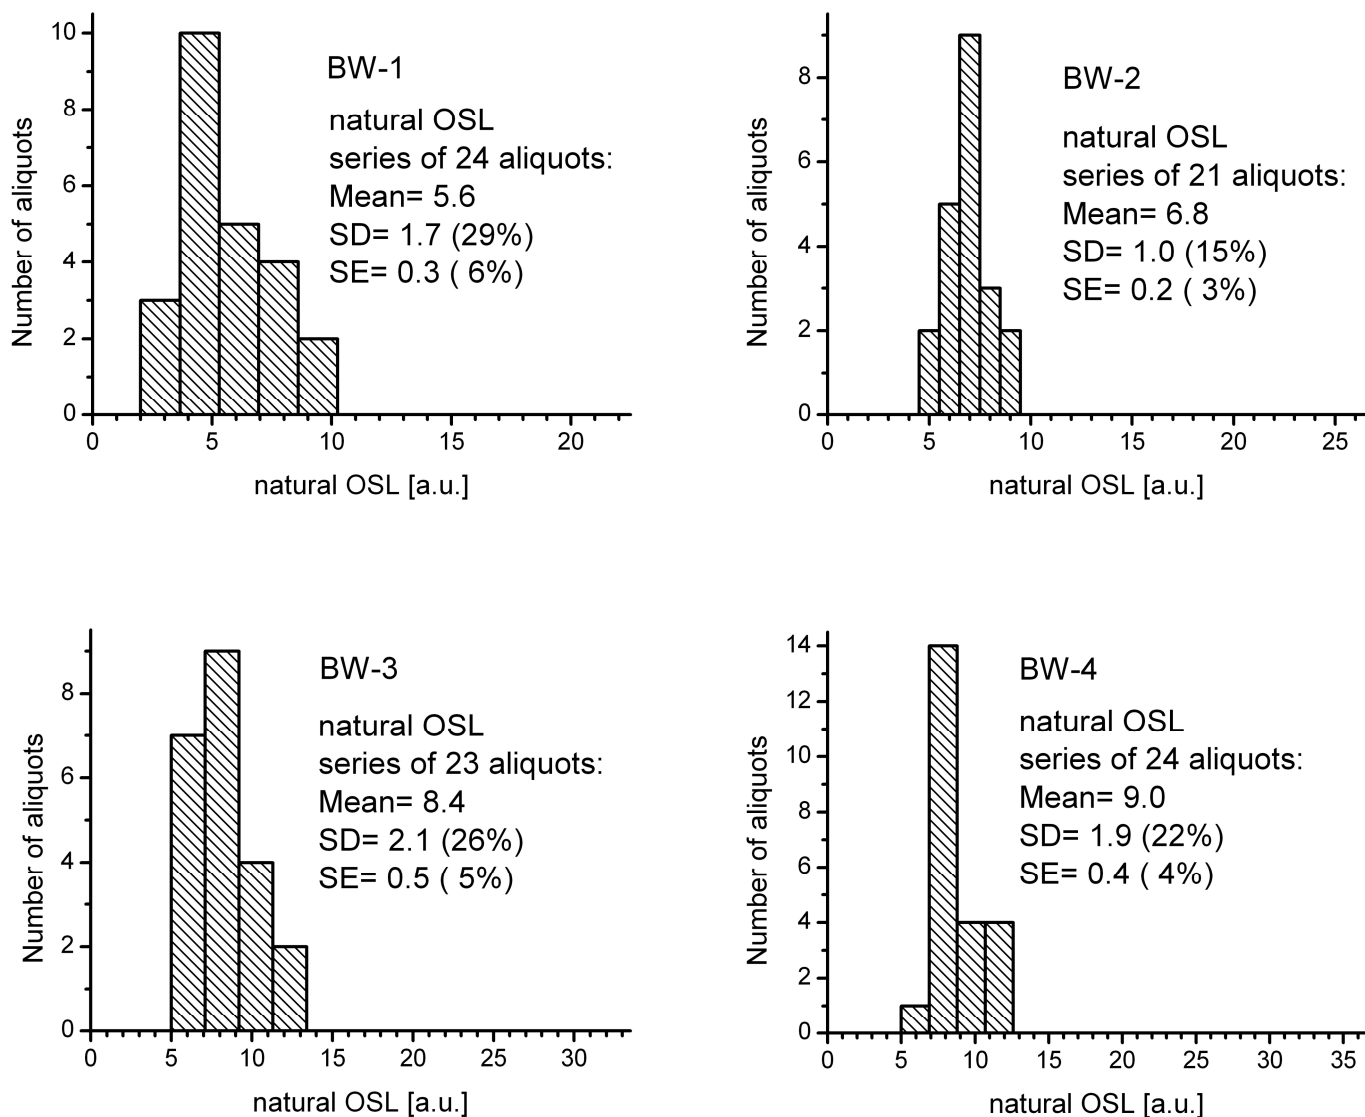 BW-1
natural OSL
series of 24 aliquots:
Mean= 5.6
SD= 1.7 (29%)
SE= 0.3 ( 6%)
Number of aliquots
10
8
6
4
2
0
0 5 10 15 20
natural OSL [a.u.]
BW-2
natural OSL
series of 21 aliquots:
Mean= 6.8
SD= 1.0 (15%)
SE= 0.2 ( 3%)
Number of aliquots
8
6
4
2
0
0 5 10 15 20 25
natural OSL [a.u.]
BW-3
natural OSL
series of 23 aliquots:
Mean= 8.4
SD= 2.1 (26%)
SE= 0.5 ( 5%)
Number of aliquots
8
6
4
2
0
0 5 10 15 20 25 30
natural OSL [a.u.]
BW-4
natural OSL
series of 24 aliquots:
Mean= 9.0
SD= 1.9 (22%)
SE= 0.4 ( 4%)
Number of aliquots
14
12
10
8
6
4
2
0
0 5 10 15 20 25 30 35
natural OSL [a.u.]